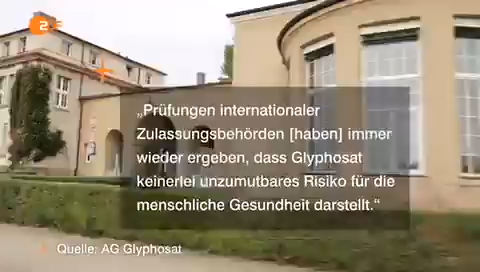 ZDF
„Prüfungen internationaler
Zulassungsbehörden [haben] immer
wieder ergeben, dass Glyphosat
keinerlei unzumutbares Risiko für die
menschliche Gesundheit darstellt.“
Quelle: AG Glyphosat